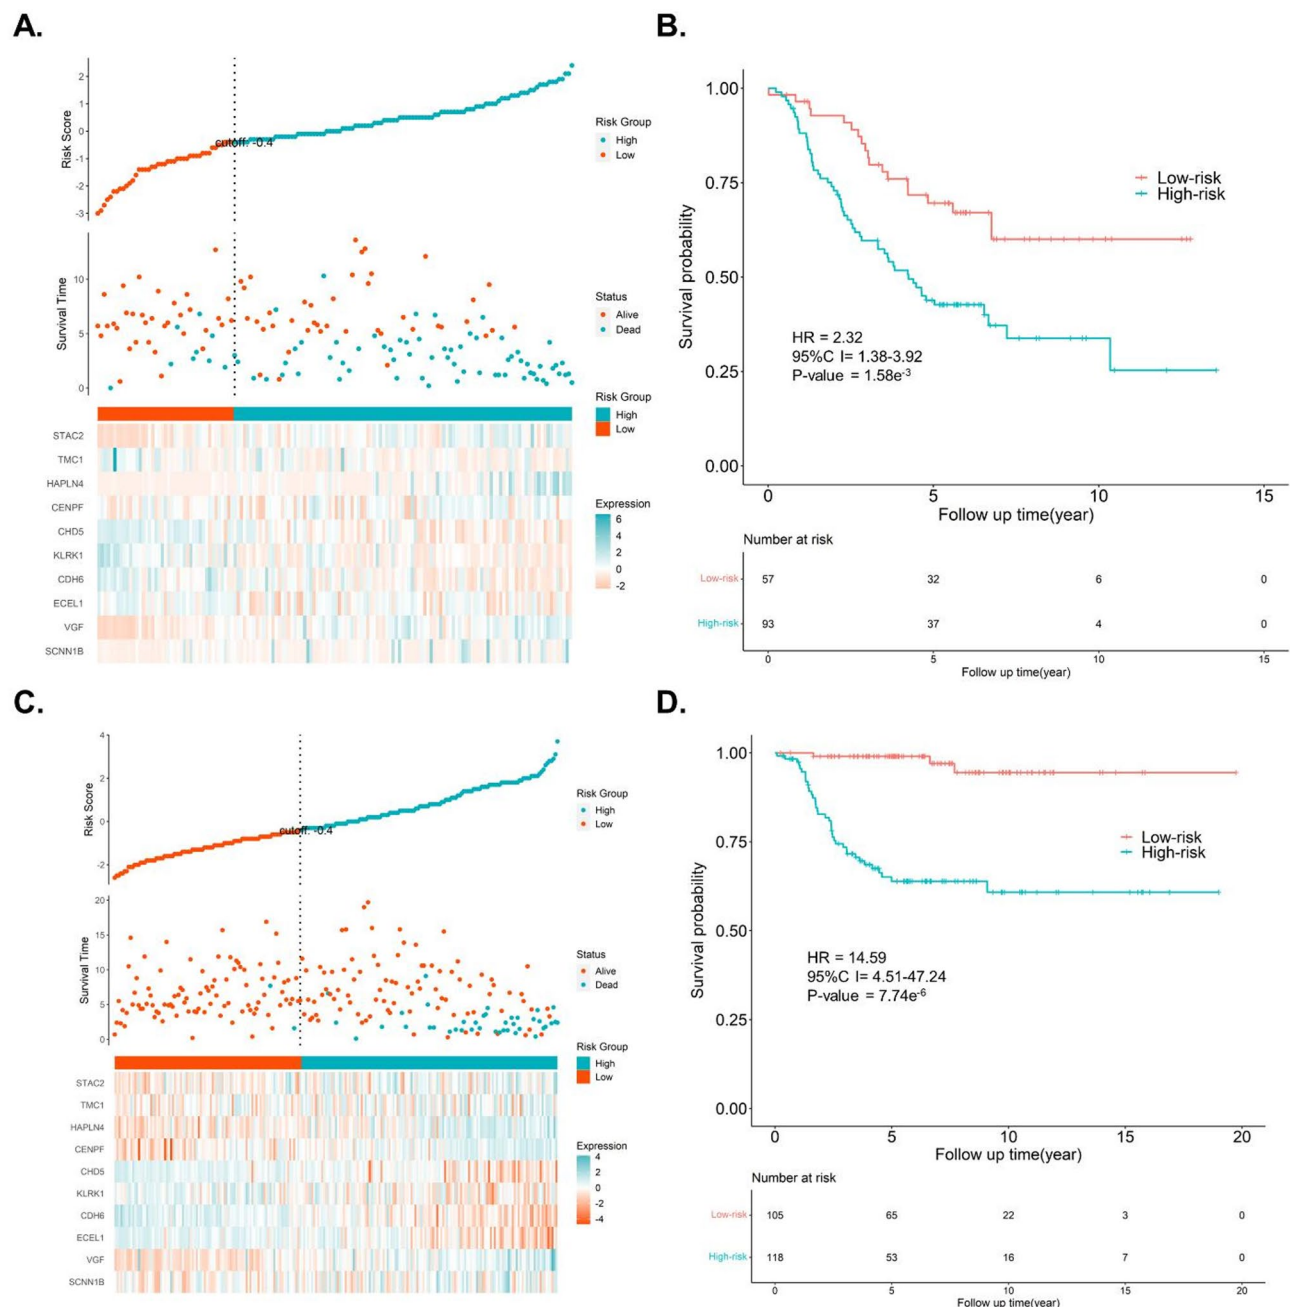 A.
2
1
0
-1
-2
-3
Risk Score
cutoff: -0.4
Risk Group
High
Low
10
5
0
Survival Time
Status
Alive
Dead
Risk Group
High
Low
STAC2
TMC1
HAPLN4
CENPF
CHD5
KLRK1
CDH6
ECEL1
VGF
SCNN1B
Expression
6
4
2
0
-2
B.
1.00
0.75
0.50
0.25
0.00
Survival probability
Low-risk
High-risk
HR = 2.32
95%C I= 1.38-3.92
P-value = 1.58e-3
0 5 10 15
Follow up time(year)
Number at risk
Low-risk 57 32 6 0
High-risk 93 37 4 0
0 5 10 15
Follow up time(year)
C.
4
2
0
-2
Risk Score
cutoff: -0.4
Risk Group
High
Low
20
15
10
5
0
Survival Time
Status
Alive
Dead
Risk Group
High
Low
STAC2
TMC1
HAPLN4
CENPF
CHD5
KLRK1
CDH6
ECEL1
VGF
SCNN1B
Expression
4
2
0
-2
-4
D.
1.00
0.75
0.50
0.25
0.00
Survival probability
Low-risk
High-risk
HR = 14.59
95%C I= 4.51-47.24
P-value = 7.74e-6
0 5 10 15 20
Follow up time(year)
Number at risk
Low-risk 105 65 22 3 0
High-risk 118 53 16 7 0
0 5 10 15 20
Follow up time(year)